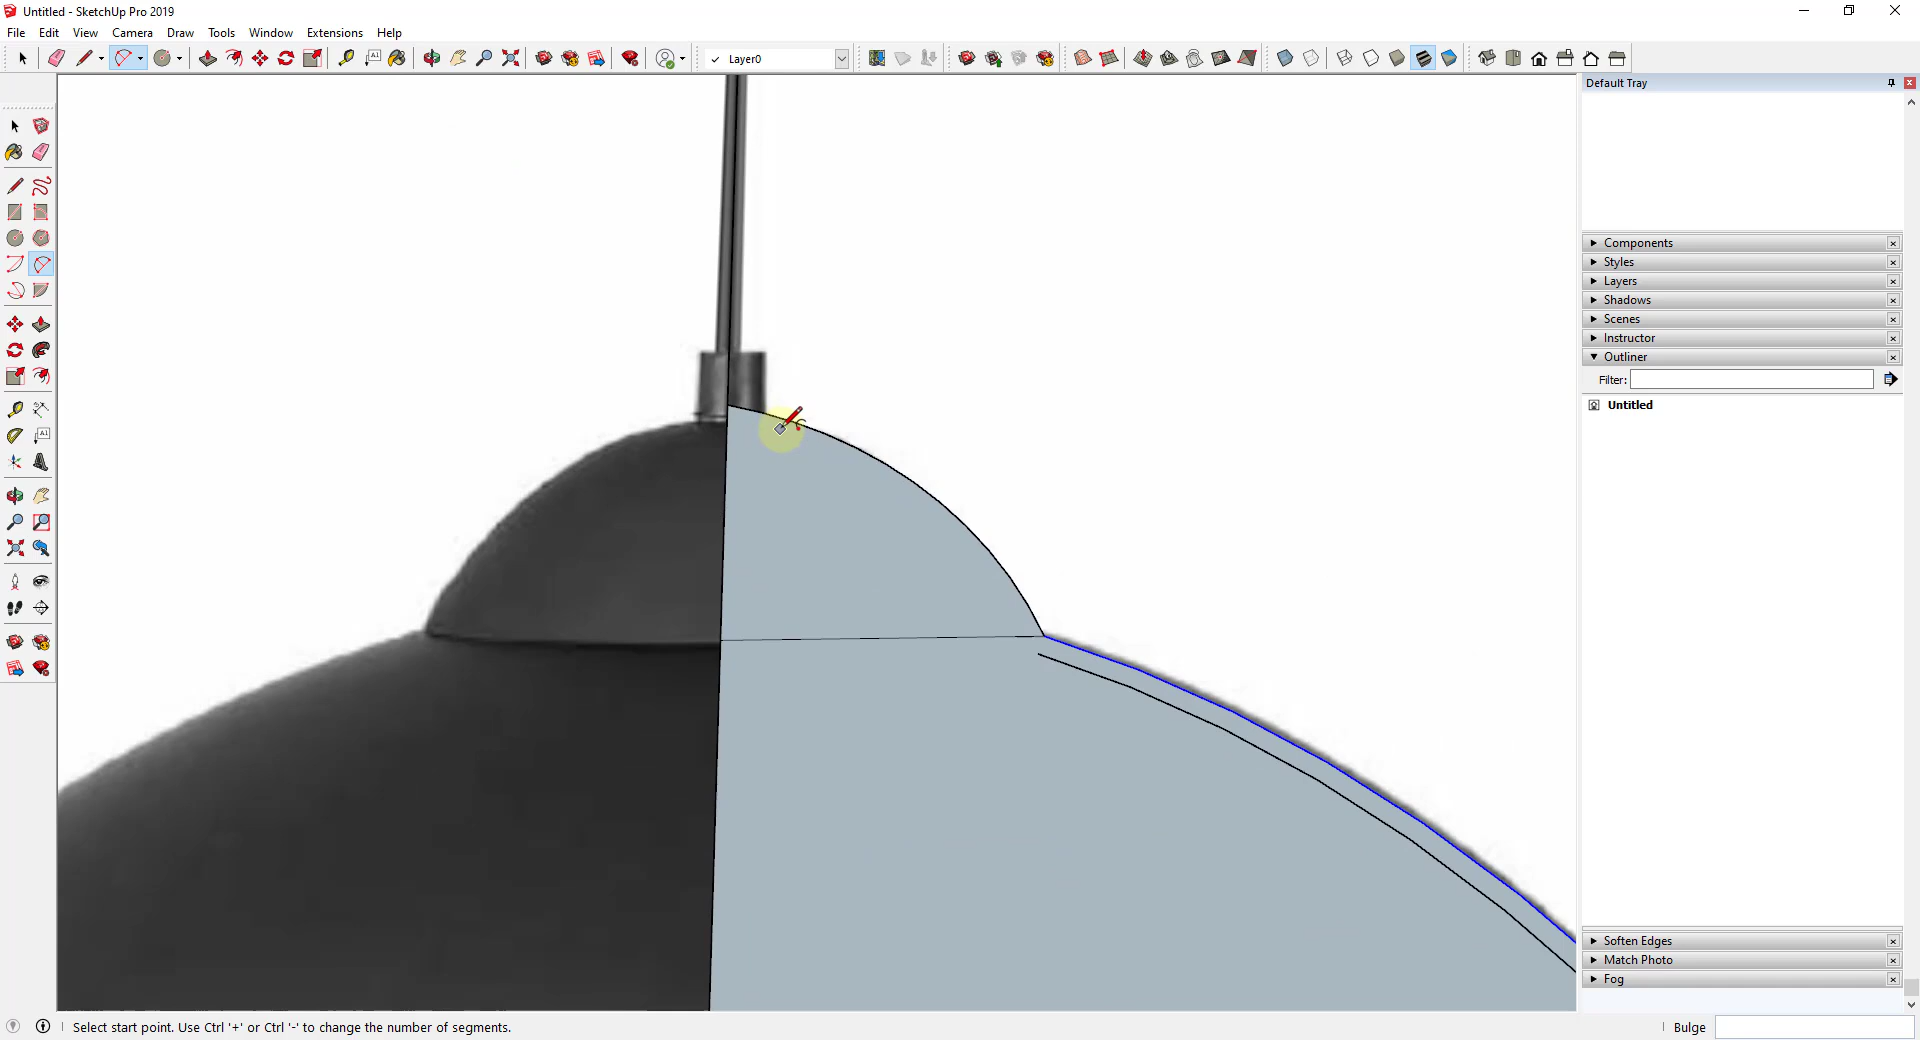 Untitled - SketchUp Pro 2019
File Edit View Camera Draw Tools Window Extensions Help
A1
✓ Layer0
Default Tray
Components
Styles
Layers
Shadows
Scenes
Instructor
Outliner
Filter:
Untitled
A1
Soften Edges
Match Photo
Fog
Select start point. Use Ctrl '+' or Ctrl '-' to change the number of segments.
Bulge